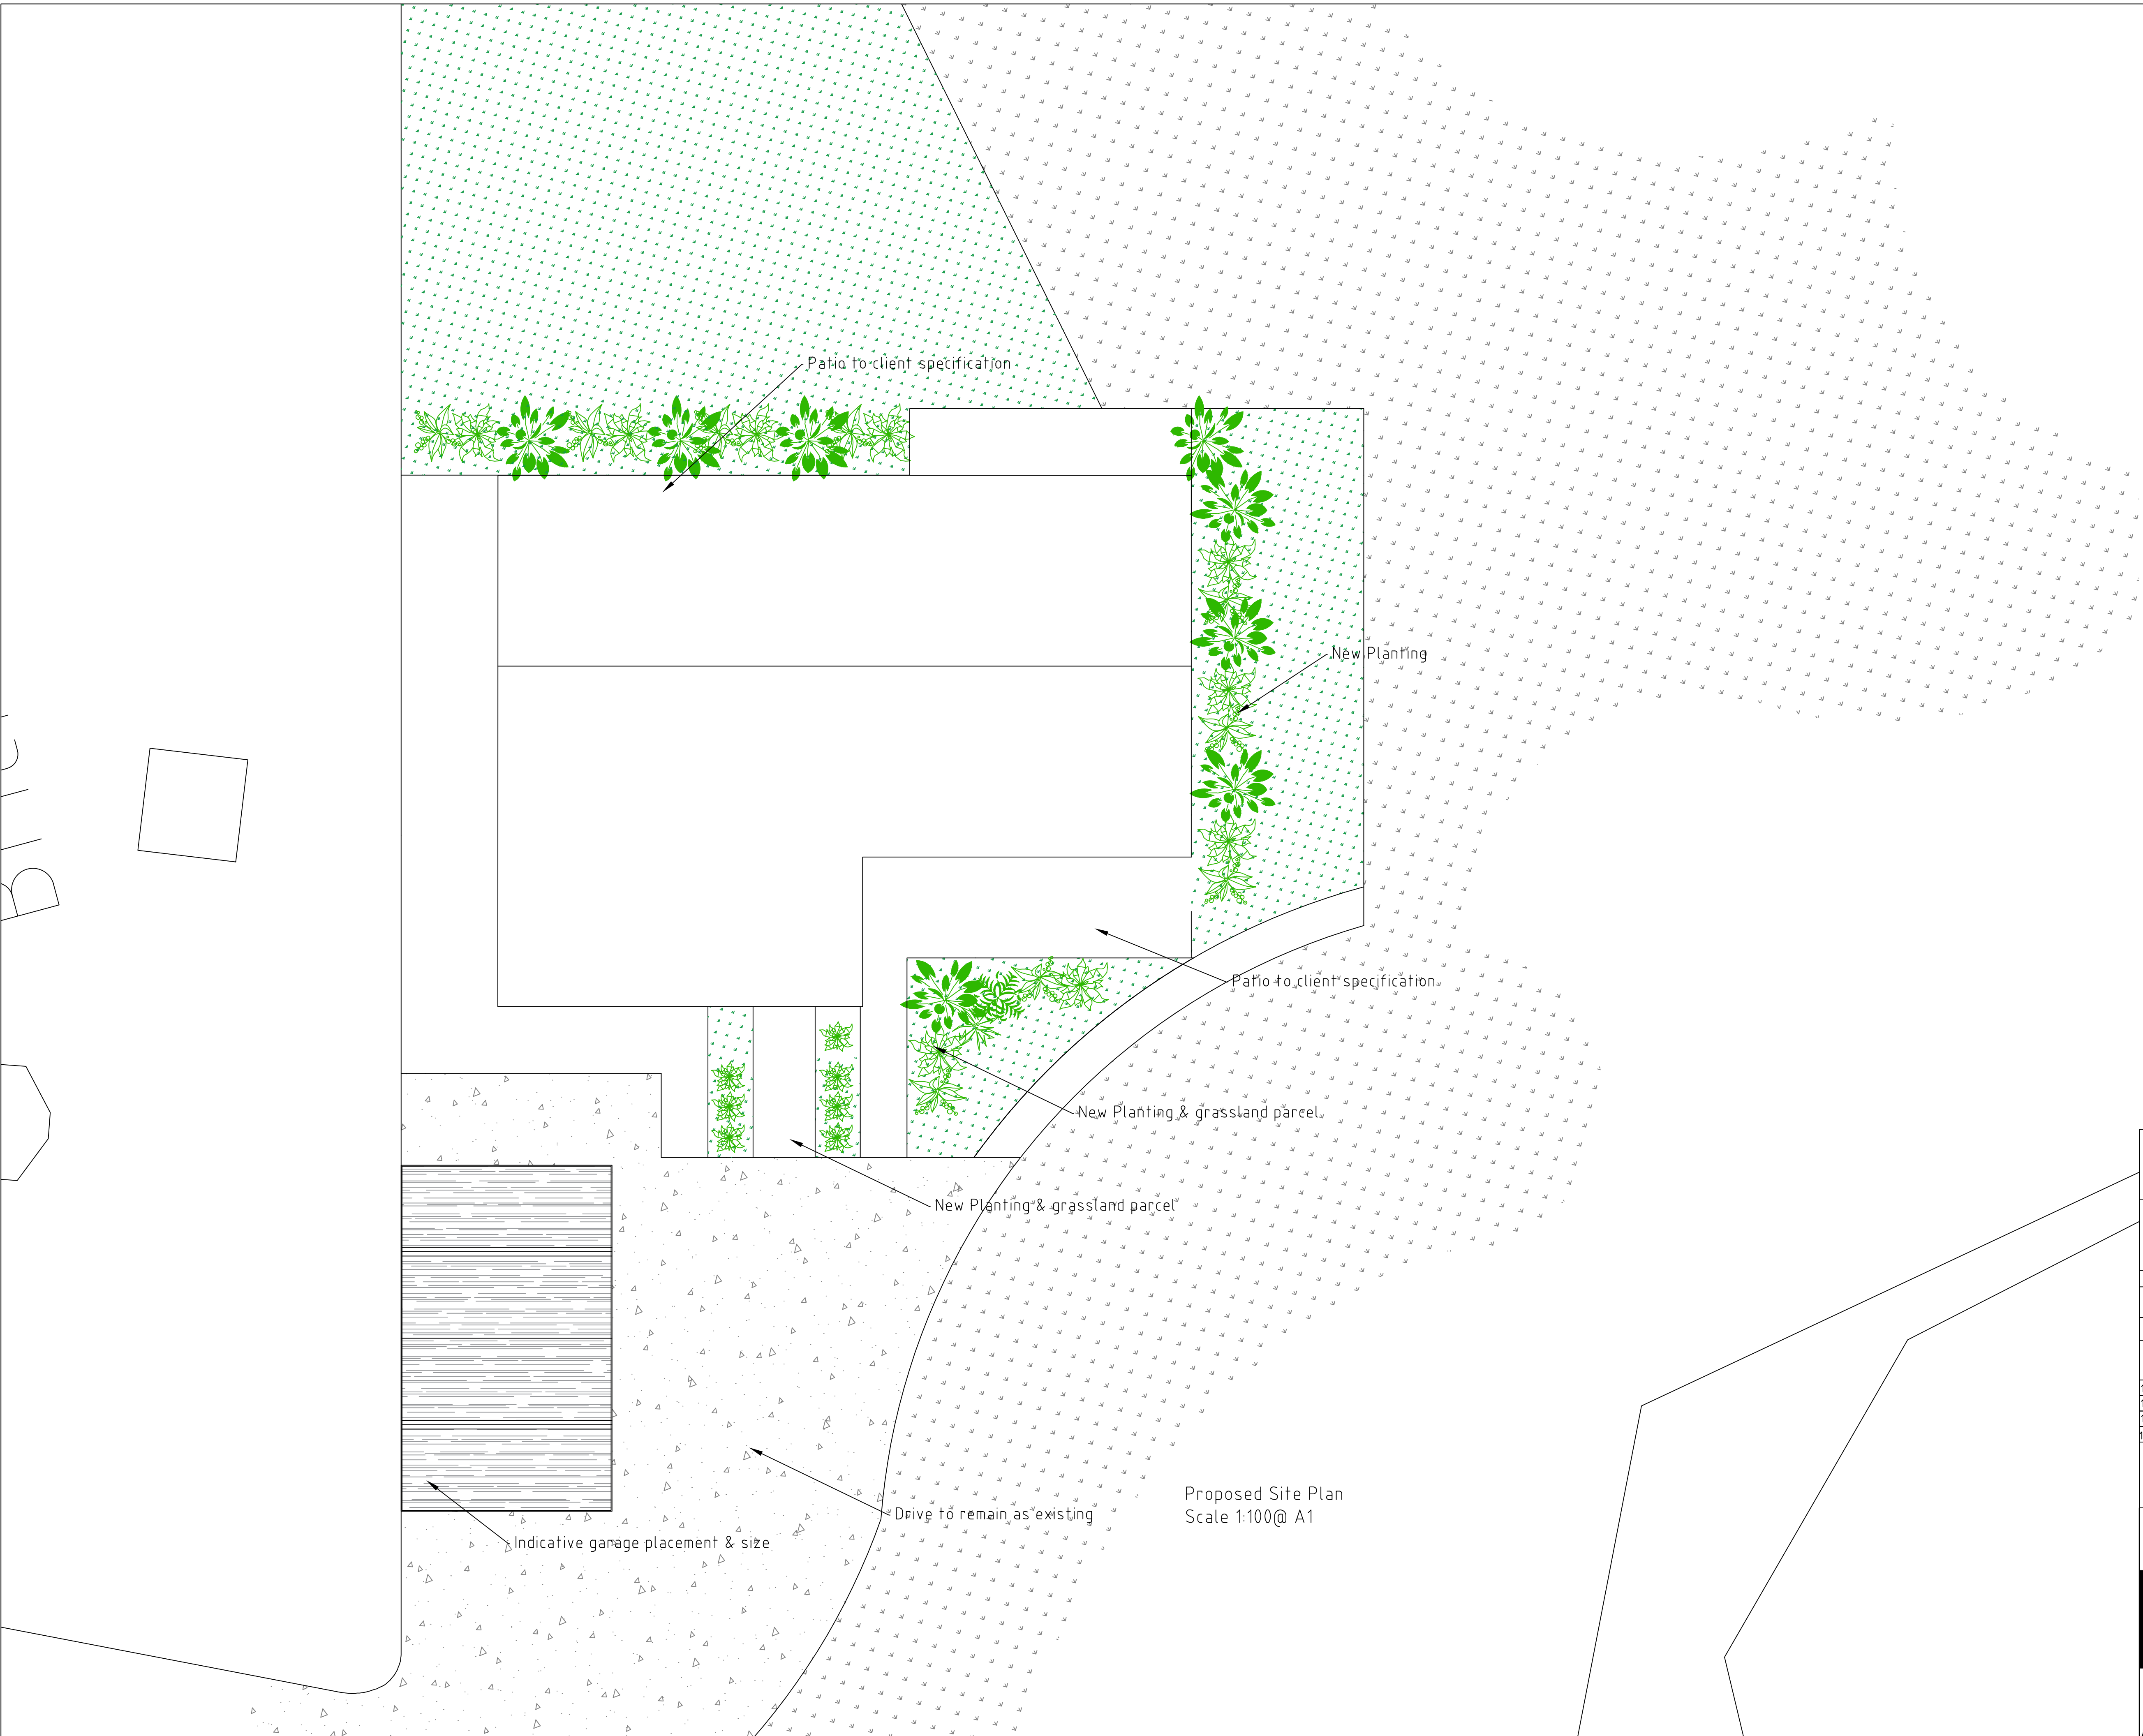 Patio to client specification
New Planting
Patio to client specification
New Planting & grassland parcel
New Planting & grassland parcel
Proposed Site Plan
Scale 1:100@ A1
Drive to remain as existing
Indicative garage placement & size